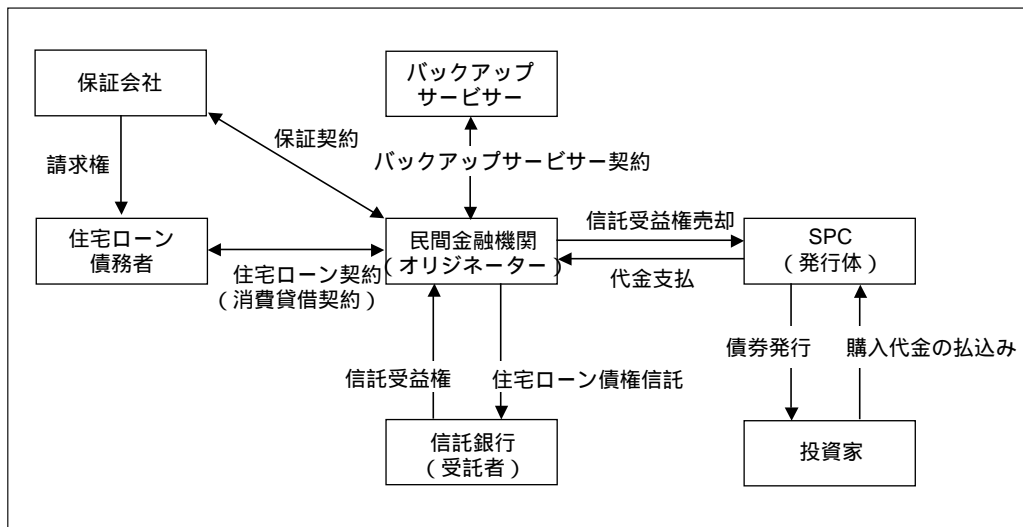 保証会社
バックアップ
サービサー
保証契約
請求権
バックアップサービサー契約
信託受益権売却
住宅ローン
債務者
民間金融機関
(オリジネーター)
SPC
(発行体)
代金支払
住宅ローン契約
(消費貸借契約)
債券発行
購入代金の払込み
信託受益権
住宅ローン債権信託
信託銀行
(受託者)
投資家